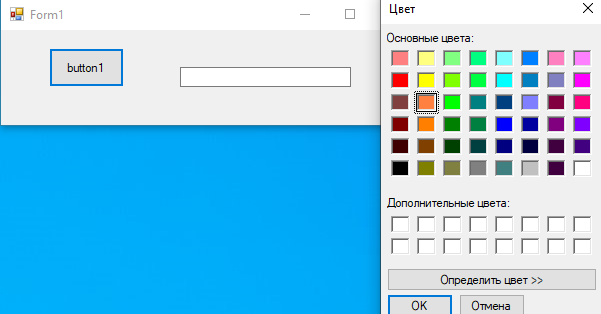 Form1
button1
Цвет
Основные цвета:
Дополнительные цвета:
Определить цвет >>
OK
Отмена